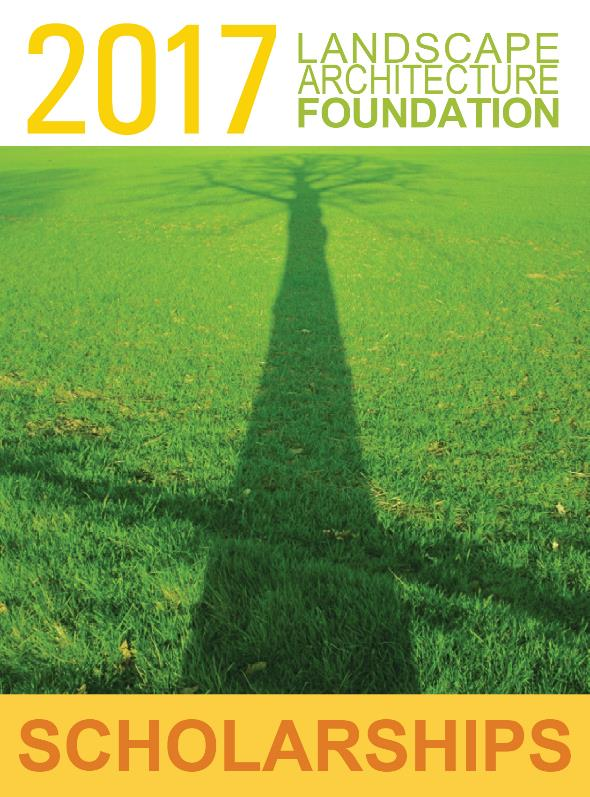 2017
LANDSCAPE
ARCHITECTURE
FOUNDATION
SCHOLARSHIPS